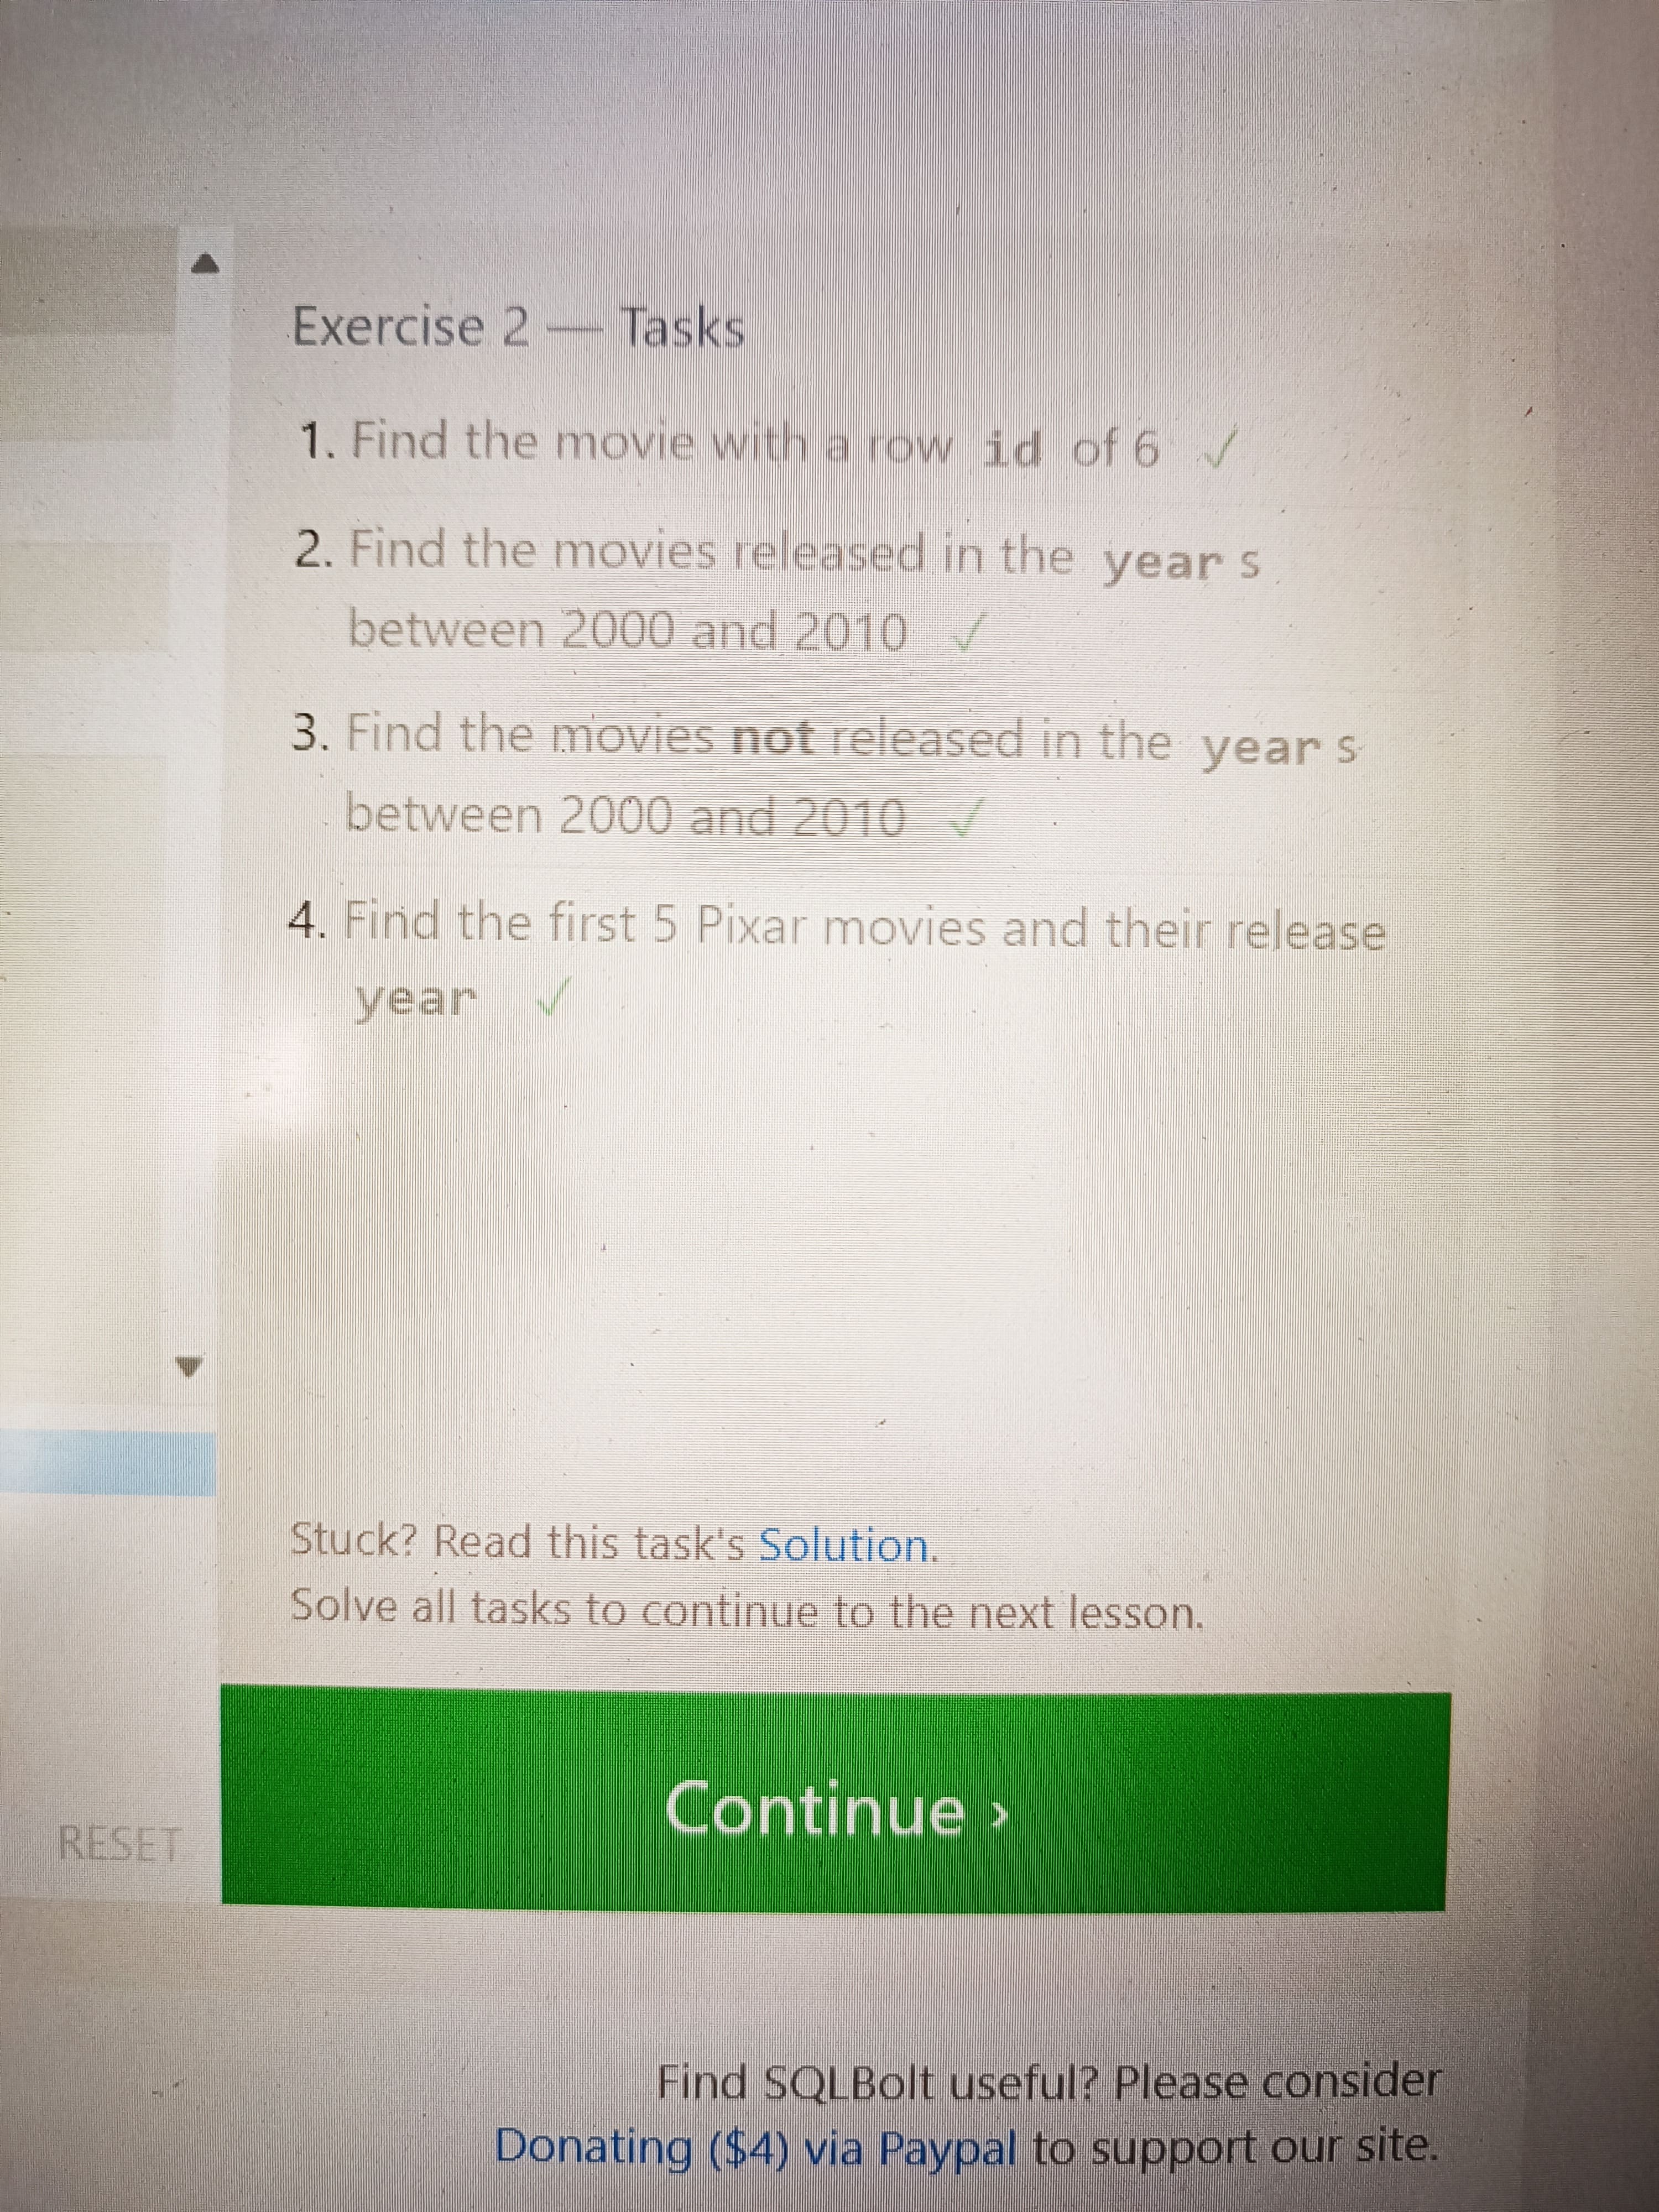 Exercise 2 — Tasks
1. Find the movie with a row id of 6 ✓
2. Find the movies released in the year s
between 2000 and 2010 ✓
3. Find the movies not released in the year s
between 2000 and 2010 ✓
4. Find the first 5 Pixar movies and their release
year ✓
Stuck? Read this task's Solution.
Solve all tasks to continue to the next lesson.
Continue ›
RESET
Find SQLBolt useful? Please consider
Donating ($4) via Paypal to support our site.